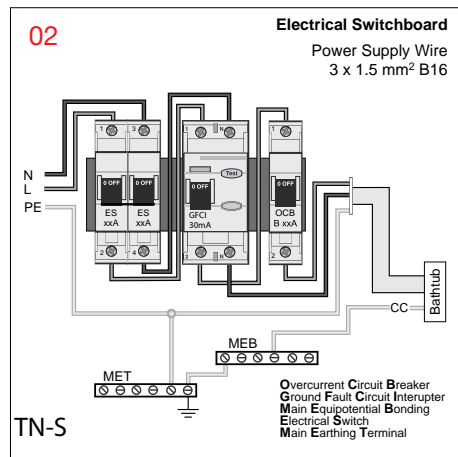 02
Electrical Switchboard
Power Supply Wire
3 x 1.5 mm² B16
1
3
1
N
1
N
L
PE
0 OFF
0 OFF
0 OFF
0 OFF
Test
ES
xxA
ES
xxA
GFCI
30mA
OCB
B xxA
2
4
2
N
2
Bathtub
CC
MEB
MET
TN-S
Overcurrent Circuit Breaker
Ground Fault Circuit Interupter
Main Equipotential Bonding
Electrical Switch
Main Earthing Terminal